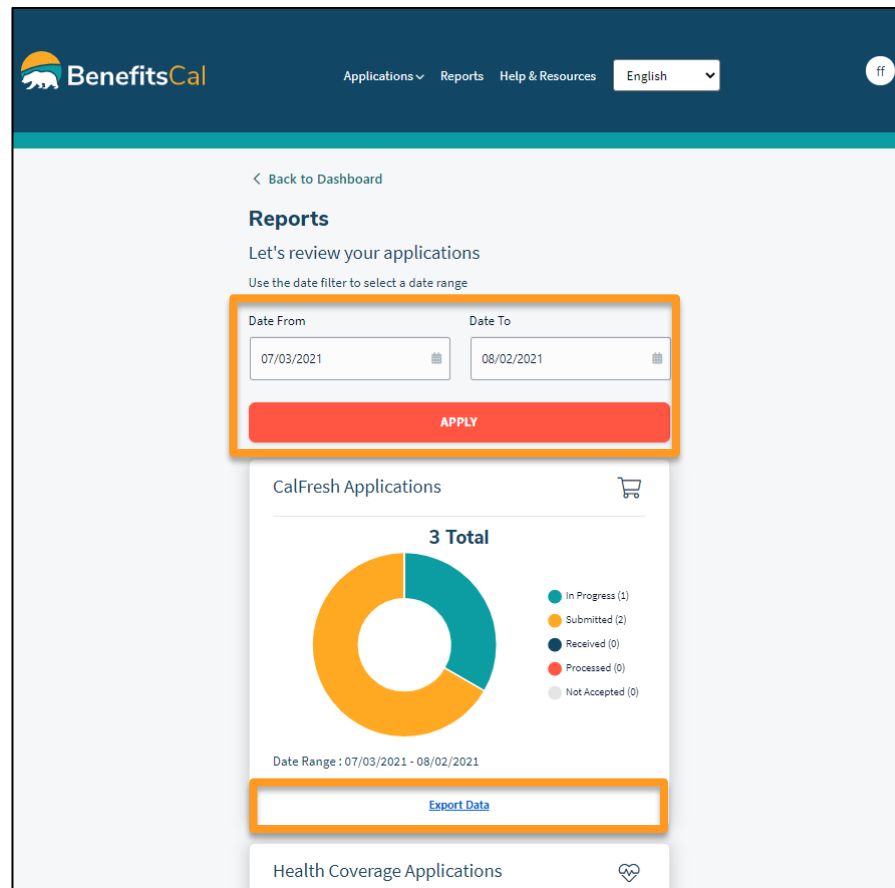 BenefitsCal
Applications Reports Help & Resources English ff
Back to Dashboard
Reports
Let's review your applications
Use the date filter to select a date range
Date From Date To
07/03/2021 08/02/2021
APPLY
CalFresh Applications
3 Total
In Progress (1)
Submitted (2)
Received (0)
Processed (0)
Not Accepted (0)
Date Range : 07/03/2021 - 08/02/2021
Export Data
Health Coverage Applications